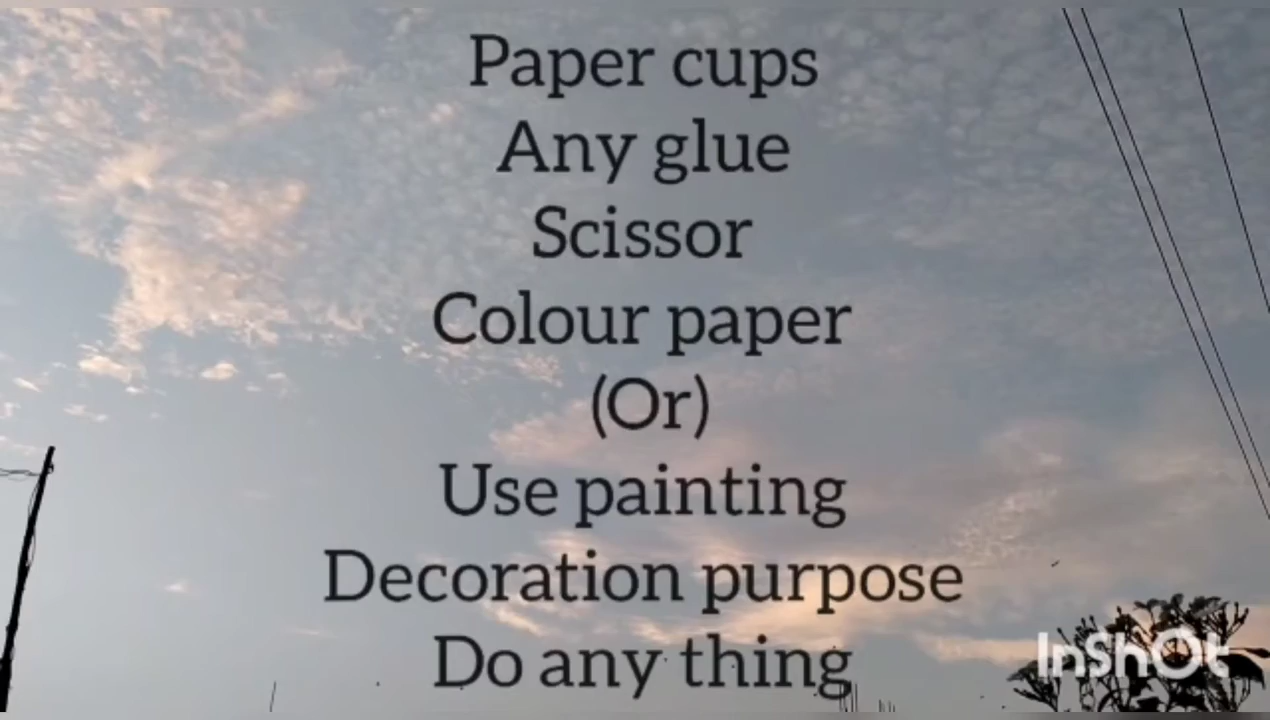 Paper cups
Any glue
Scissor
Colour paper
(Or)
Use painting
Decoration purpose
Do any thing
InShOt